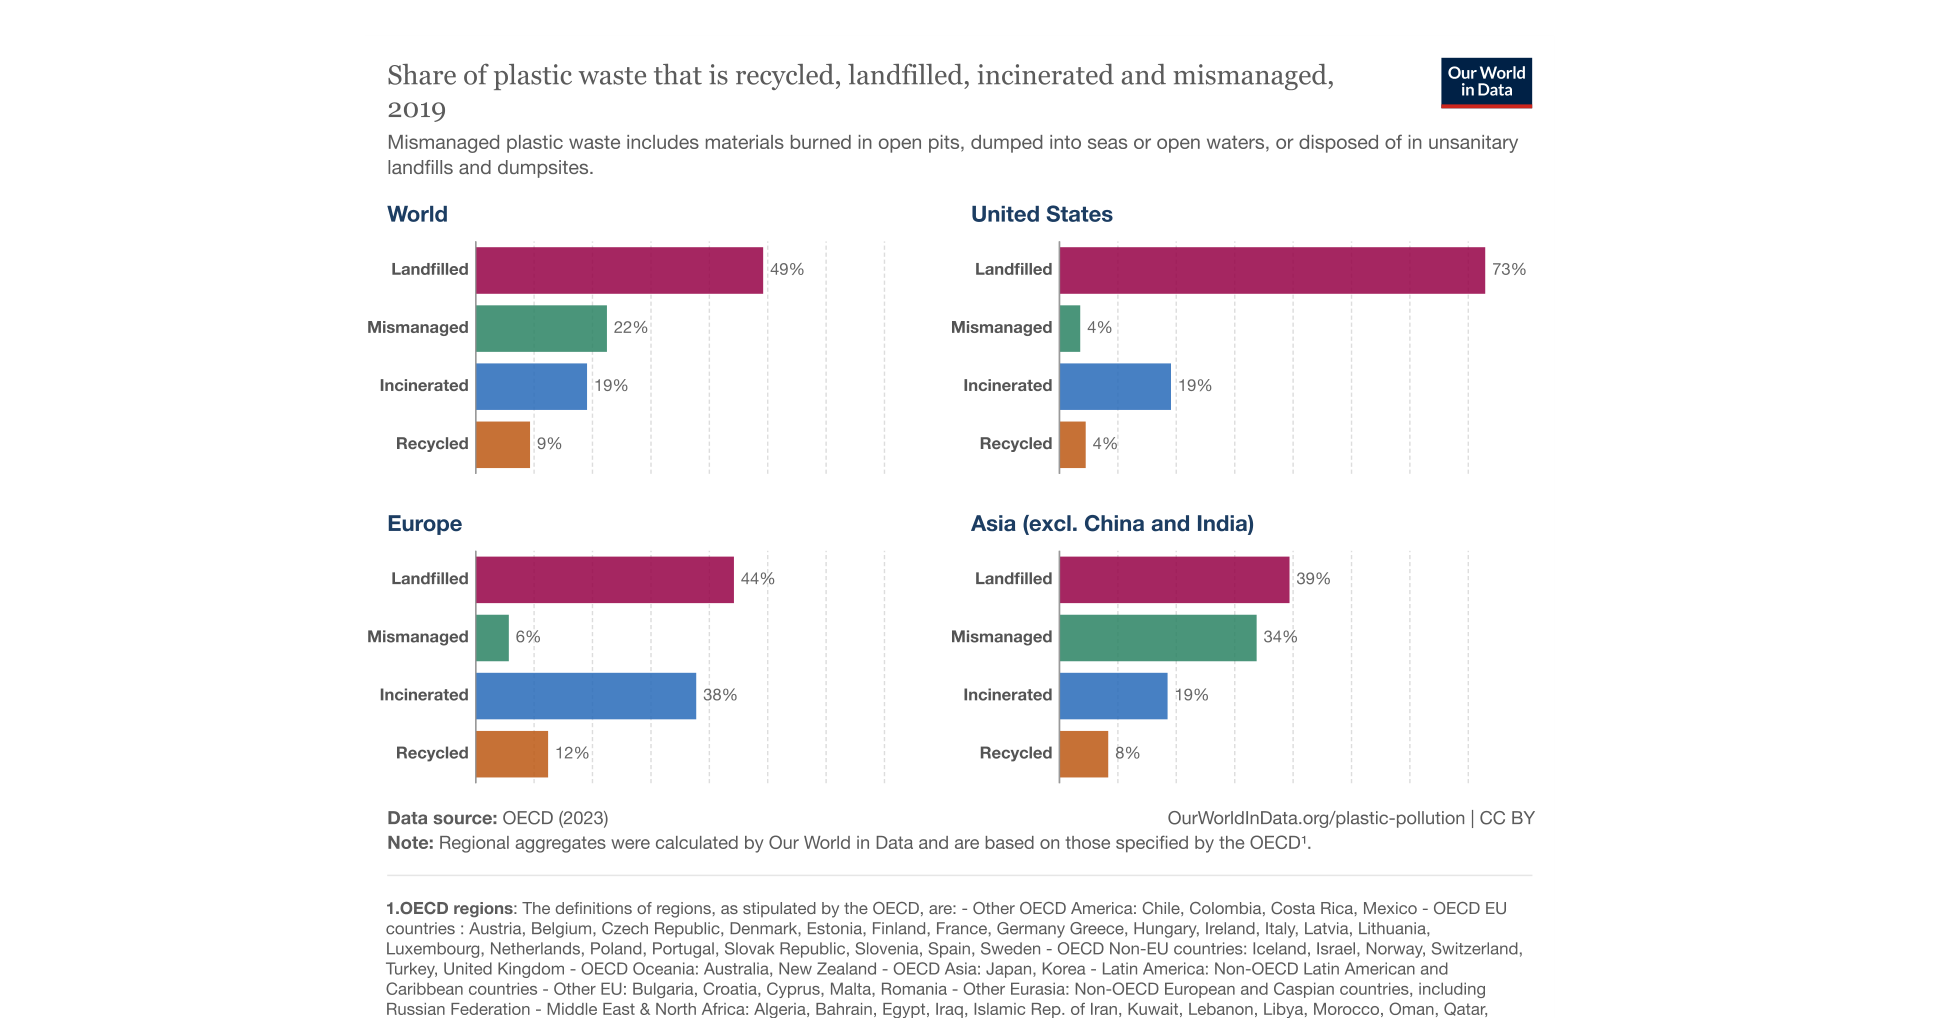 Share of plastic waste that is recycled, landfilled, incinerated and mismanaged,
2019
Our World
in Data
Mismanaged plastic waste includes materials burned in open pits, dumped into seas or open waters, or disposed of in unsanitary
landfills and dumpsites.
World
Landfilled 49%
Mismanaged 22%
Incinerated 19%
Recycled 9%
United States
Landfilled 73%
Mismanaged 4%
Incinerated 19%
Recycled 4%
Europe
Landfilled 44%
Mismanaged 6%
Incinerated 38%
Recycled 12%
Asia (excl. China and India)
Landfilled 39%
Mismanaged 34%
Incinerated 19%
Recycled 8%
Data source: OECD (2023)
OurWorldInData.org/plastic-pollution | CC BY
Note: Regional aggregates were calculated by Our World in Data and are based on those specified by the OECD¹.
1.OECD regions: The definitions of regions, as stipulated by the OECD, are: - Other OECD America: Chile, Colombia, Costa Rica, Mexico - OECD EU
countries : Austria, Belgium, Czech Republic, Denmark, Estonia, Finland, France, Germany Greece, Hungary, Ireland, Italy, Latvia, Lithuania,
Luxembourg, Netherlands, Poland, Portugal, Slovak Republic, Slovenia, Spain, Sweden - OECD Non-EU countries: Iceland, Israel, Norway, Switzerland,
Turkey, United Kingdom - OECD Oceania: Australia, New Zealand - OECD Asia: Japan, Korea - Latin America: Non-OECD Latin American and
Caribbean countries - Other EU: Bulgaria, Croatia, Cyprus, Malta, Romania - Other Eurasia: Non-OECD European and Caspian countries, including
Russian Federation - Middle East & North Africa: Algeria, Bahrain, Egypt, Iraq, Islamic Rep. of Iran, Kuwait, Lebanon, Libya, Morocco, Oman, Qatar,